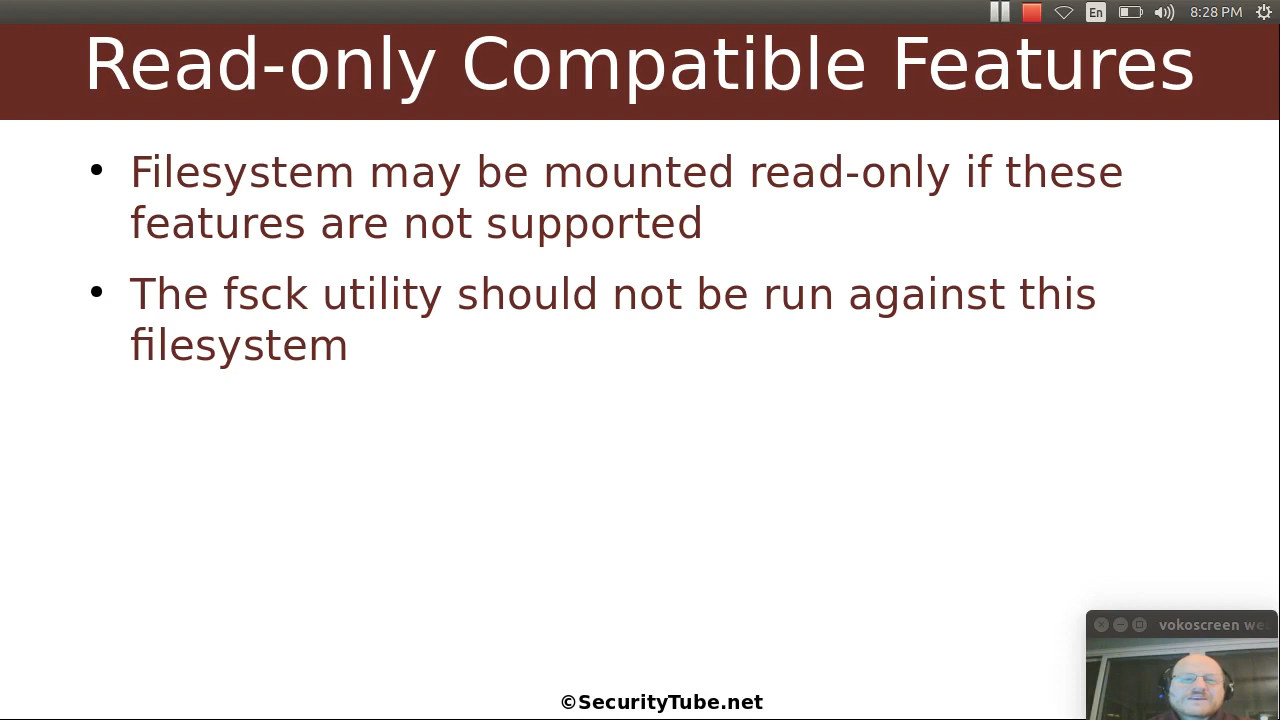 En 8:28 PM
Read-only Compatible Features
• Filesystem may be mounted read-only if these
features are not supported
• The fsck utility should not be run against this
filesystem
vokoscreen we
©SecurityTube.net